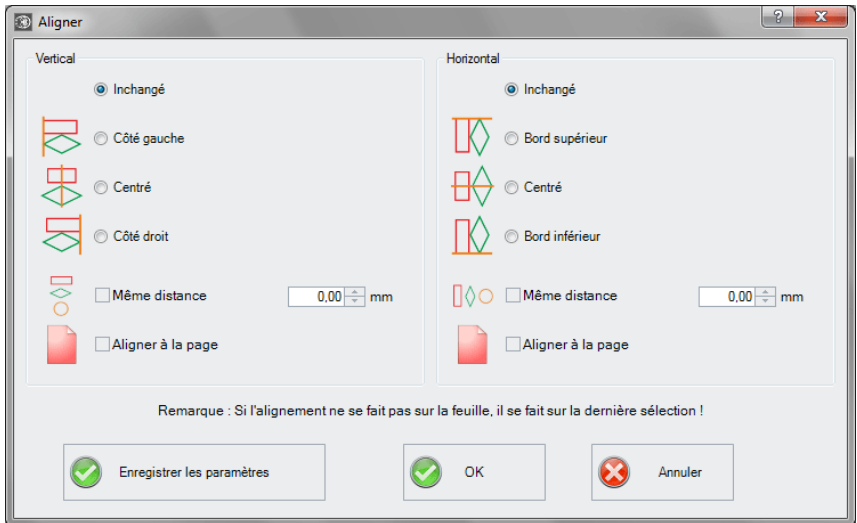 Aligner
Vertical
Inchangé
Côté gauche
Centré
Côté droit
Même distance 0,00 mm
Aligner à la page
Horizontal
Inchangé
Bord supérieur
Centré
Bord inférieur
Même distance 0,00 mm
Aligner à la page
Remarque : Si l'alignement ne se fait pas sur la feuille, il se fait sur la dernière sélection !
Enregistrer les paramètres
OK
Annuler